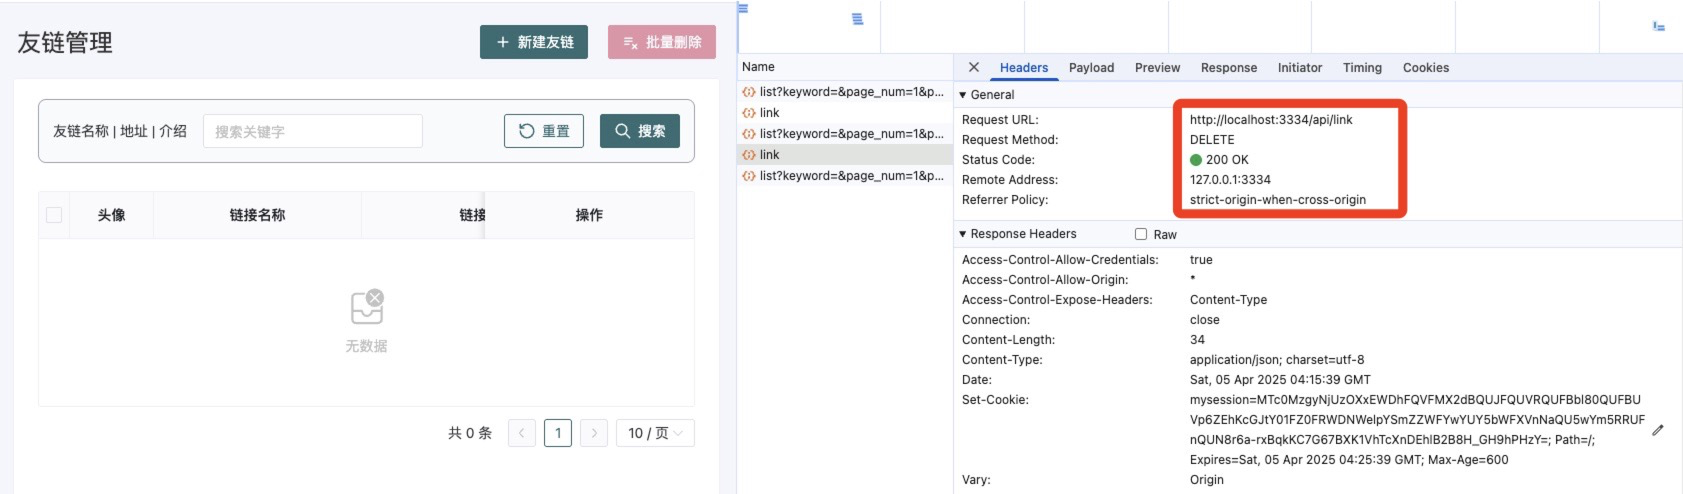 友链管理
新建友链
批量删除
友链名称 | 地址 | 介绍
搜索关键字
重置
搜索
头像
链接名称
链接
操作
无数据
共 0 条
1
10 / 页
Name
list?keyword=&page_num=1&p...
link
list?keyword=&page_num=1&p...
link
list?keyword=&page_num=1&p...
Headers
Payload
Preview
Response
Initiator
Timing
Cookies
General
Request URL: http://localhost:3334/api/link
Request Method: DELETE
Status Code: 200 OK
Remote Address: 127.0.0.1:3334
Referrer Policy: strict-origin-when-cross-origin
Response Headers
Raw
Access-Control-Allow-Credentials: true
Access-Control-Allow-Origin: *
Access-Control-Expose-Headers: Content-Type
Connection: close
Content-Length: 34
Content-Type: application/json; charset=utf-8
Date: Sat, 05 Apr 2025 04:15:39 GMT
Set-Cookie: mysession=MTc0MzgyNjUzOXxEWDhFQVFMX2dBQUJFQUVRQUFBbl80QUFBU
Vp6ZEhKcGJtY01FZ0FRWDNWelpYSmZZWFYwYUY5bWFXVnNaQU5wYm5RRUF
nQUN8r6a-rxBqkKC7G67BXK1VhTcXnDEhlB2B8H_GH9hPHzY=; Path=/;
Expires=Sat, 05 Apr 2025 04:25:39 GMT; Max-Age=600
Vary: Origin